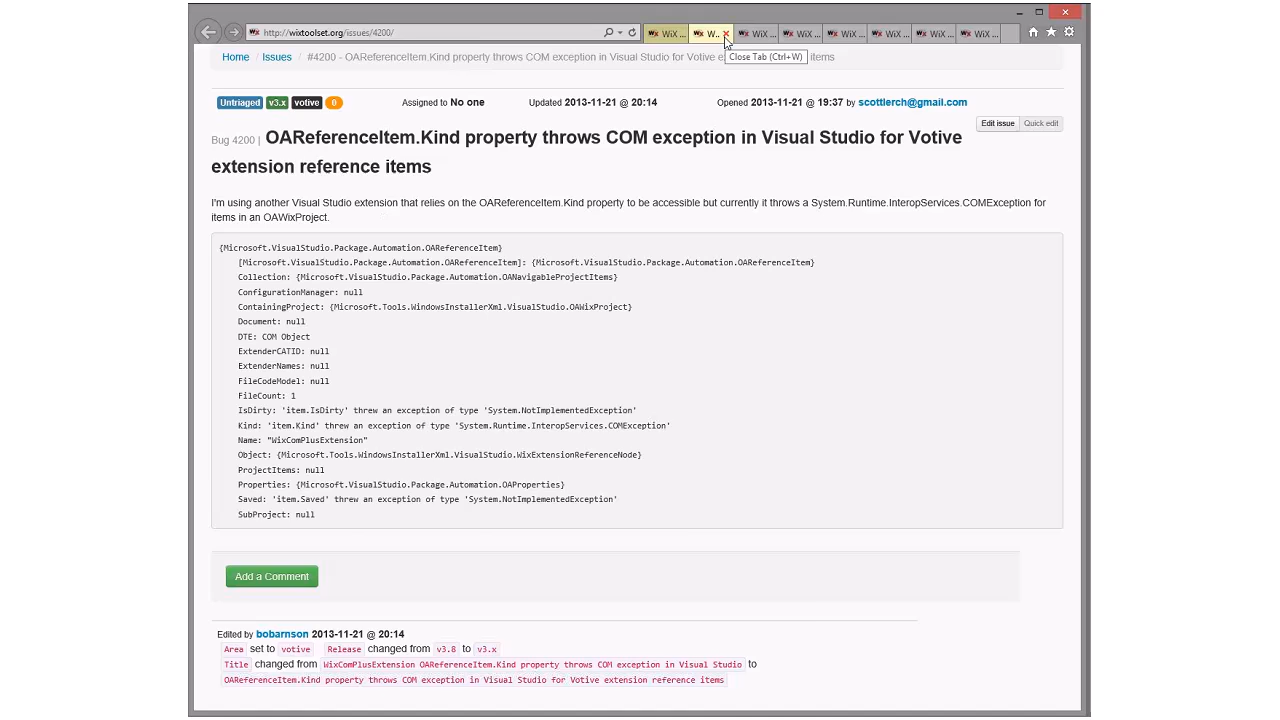 http://wixtoolset.org/issues/4200/
WiX ...
W...
WiX ...
WiX ...
WiX ...
WiX ...
WiX ...
WiX ...
Close Tab (Ctrl+W)
Home / Issues / #4200 - OAReferenceItem.Kind property throws COM exception in Visual Studio for Votive e items
Untriaged v3.x votive 0 Assigned to No one Updated 2013-11-21 @ 20:14 Opened 2013-11-21 @ 19:37 by scottlerch@gmail.com
Edit issue Quick edit
Bug 4200 | OAReferenceItem.Kind property throws COM exception in Visual Studio for Votive
extension reference items
I'm using another Visual Studio extension that relies on the OAReferenceItem.Kind property to be accessible but currently it throws a System.Runtime.InteropServices.COMException for
items in an OAWixProject.
{Microsoft.VisualStudio.Package.Automation.OAReferenceItem}
[Microsoft.VisualStudio.Package.Automation.OAReferenceItem]: {Microsoft.VisualStudio.Package.Automation.OAReferenceItem}
Collection: {Microsoft.VisualStudio.Package.Automation.OANavigableProjectItems}
ConfigurationManager: null
ContainingProject: {Microsoft.Tools.WindowsInstallerXml.VisualStudio.OAWixProject}
Document: null
DTE: COM Object
ExtenderCATID: null
ExtenderNames: null
FileCodeModel: null
FileCount: 1
IsDirty: 'item.IsDirty' threw an exception of type 'System.NotImplementedException'
Kind: 'item.Kind' threw an exception of type 'System.Runtime.InteropServices.COMException'
Name: "WixComPlusExtension"
Object: {Microsoft.Tools.WindowsInstallerXml.VisualStudio.WixExtensionReferenceNode}
ProjectItems: null
Properties: {Microsoft.VisualStudio.Package.Automation.OAProperties}
Saved: 'item.Saved' threw an exception of type 'System.NotImplementedException'
SubProject: null
Add a Comment
Edited by bobarnson 2013-11-21 @ 20:14
Area set to votive Release changed from v3.8 to v3.x
Title changed from WixComPlusExtension OAReferenceItem.Kind property throws COM exception in Visual Studio to
OAReferenceItem.Kind property throws COM exception in Visual Studio for Votive extension reference items